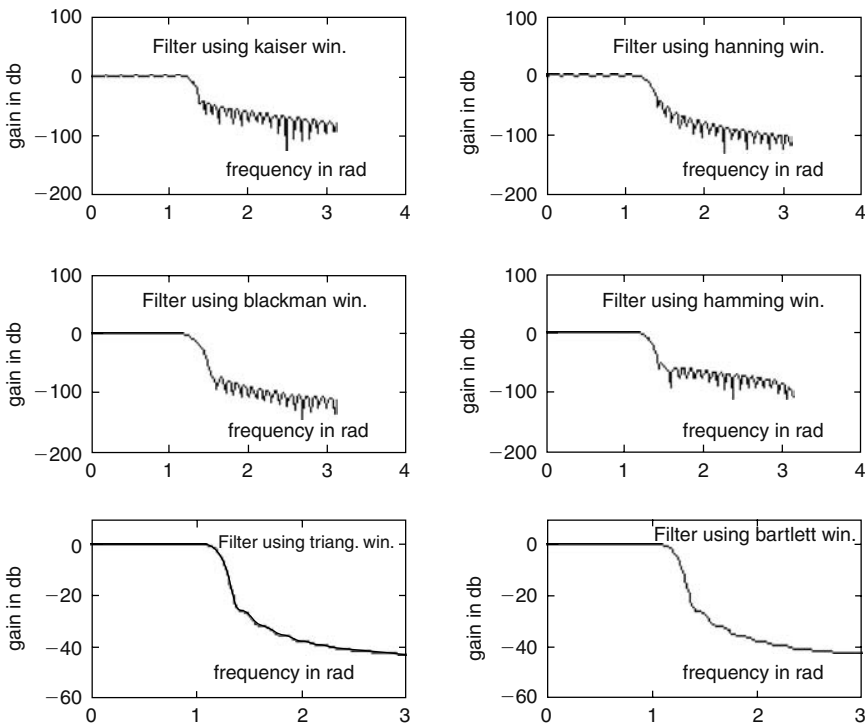 100
Filter using kaiser win.
0
−100
−200
gain in db
frequency in rad
0 1 2 3 4
100
Filter using hanning win.
0
−100
−200
gain in db
frequency in rad
0 1 2 3 4
100
Filter using blackman win.
0
−100
−200
gain in db
frequency in rad
0 1 2 3 4
100
Filter using hamming win.
0
−100
−200
gain in db
frequency in rad
0 1 2 3 4
Filter using triang. win.
0
−20
−40
−60
gain in db
frequency in rad
0 1 2 3
Filter using bartlett win.
0
−20
−40
−60
gain in db
frequency in rad
0 1 2 3